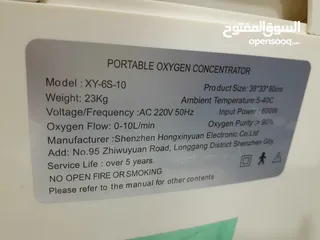 السوق المفتوح
opensooq.com
PORTABLE OXYGEN CONCENTRATOR
Model : XY-6S-10
Product Size: 39*33*60cm
Weight: 23Kg
Ambient Temperature:5-40C
Voltage/Frequency : AC 220V 50Hz
Input Power : 600W
Oxygen Flow: 0-10L/min
Oxygen Purity :> 90%
Manufacturer : Shenzhen Hongxinyuan Electronic Co.Ltd
Add: No.95 Zhiwuyuan Road, Longgang District Shenzhen City
Service Life : over 5 years.
NO OPEN FIRE OR SMOKING
Please refer to the manual for other contents